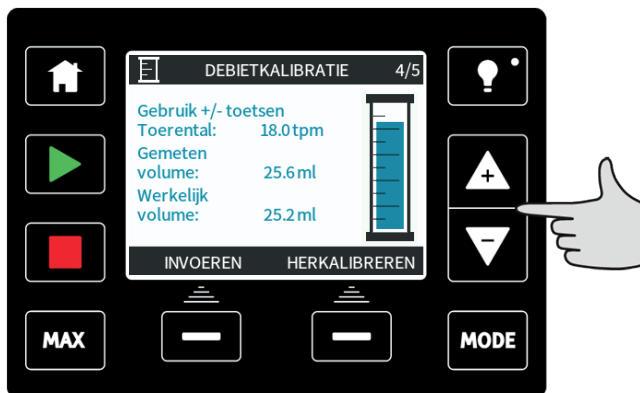 DEBIETKALIBRATIE 4/5
Gebruik +/- toetsen
Toerental: 18.0 tpm
Gemeten
volume: 25.6 ml
Werkelijk
volume: 25.2 ml
INVOEREN HERKALIBREREN
MAX MODE